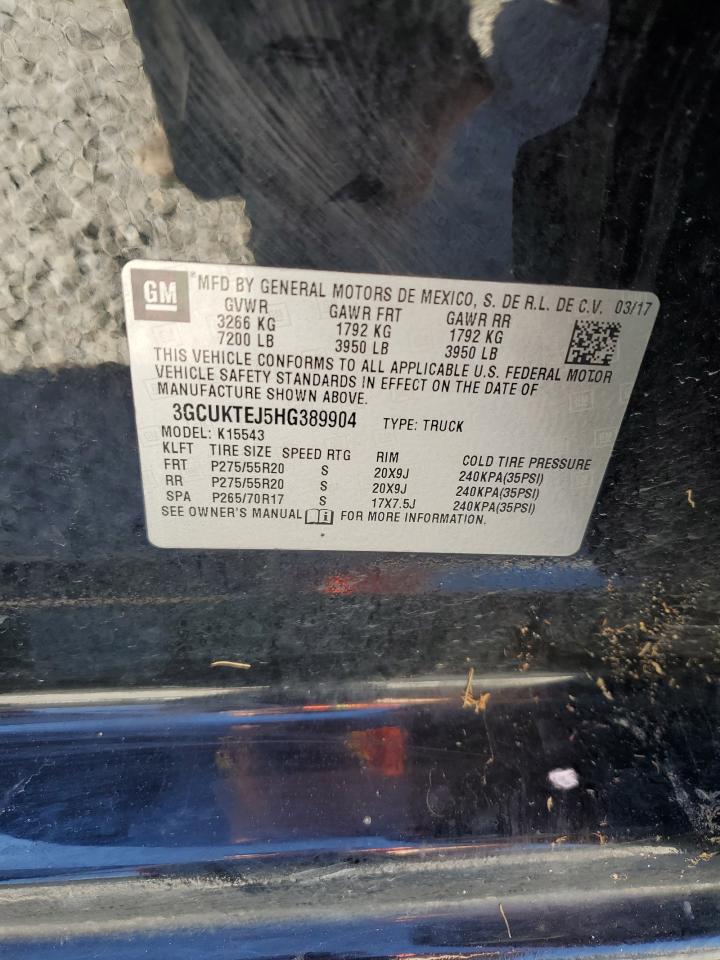 GM
MFD BY GENERAL MOTORS DE MEXICO, S. DE R.L. DE C.V. 03/17
GVWR GAWR FRT GAWR RR
3266 KG 1792 KG 1792 KG
7200 LB 3950 LB 3950 LB
THIS VEHICLE CONFORMS TO ALL APPLICABLE U.S. FEDERAL MOTOR
VEHICLE SAFETY STANDARDS IN EFFECT ON THE DATE OF
MANUFACTURE SHOWN ABOVE.
3GCUKTEJ5HG389904 TYPE: TRUCK
MODEL: K15543
KLFT TIRE SIZE SPEED RTG RIM COLD TIRE PRESSURE
FRT P275/55R20 S 20X9J 240KPA(35PSI)
RR P275/55R20 S 20X9J 240KPA(35PSI)
SPA P265/70R17 S 17X7.5J 240KPA(35PSI)
SEE OWNER'S MANUAL FOR MORE INFORMATION.